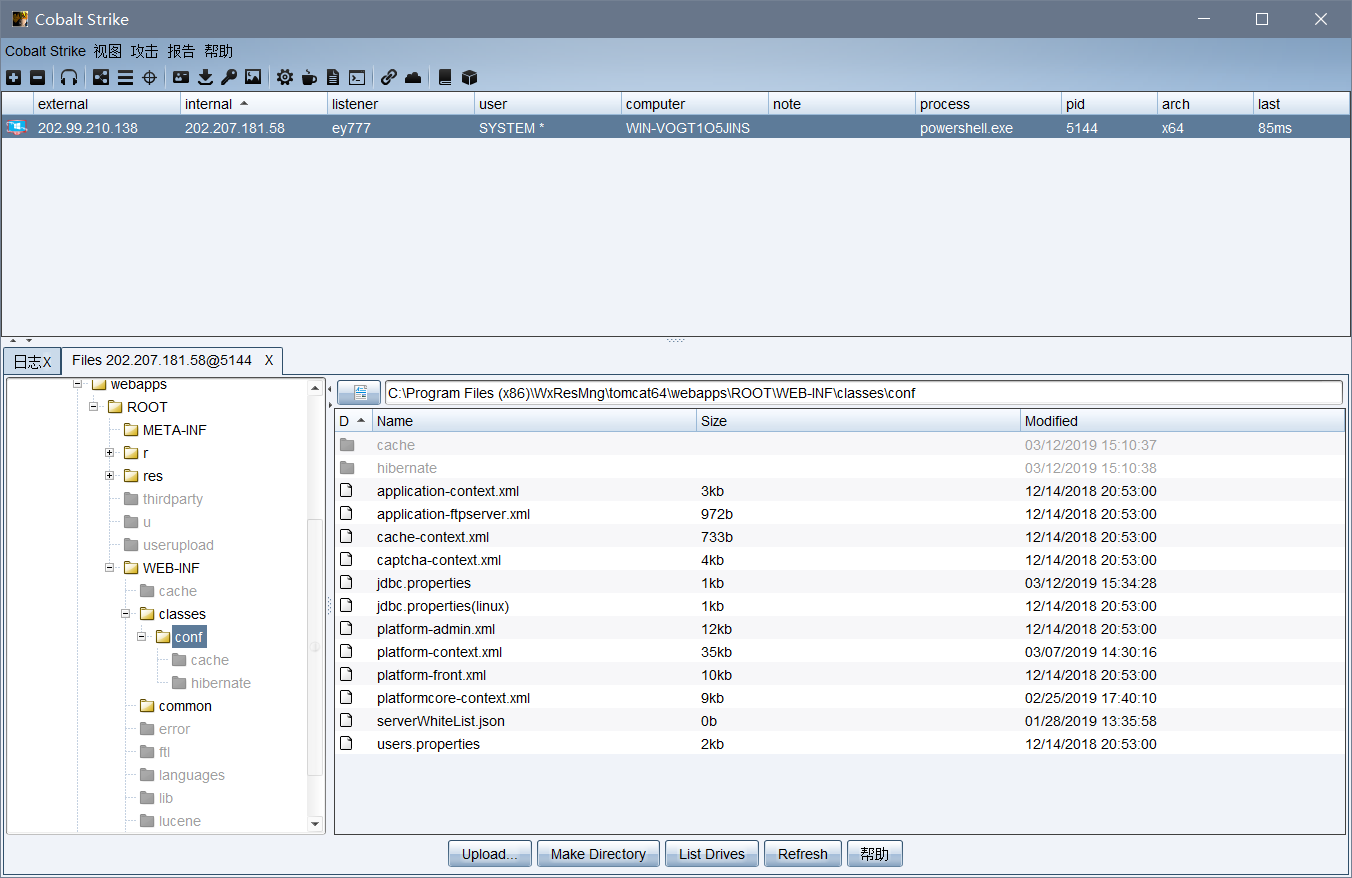 Cobalt Strike
Cobalt Strike 视图 攻击 报告 帮助
external internal listener user computer note process pid arch last
202.99.210.138 202.207.181.58 ey777 SYSTEM * WIN-VOGT1O5JINS powershell.exe 5144 x64 85ms
日志X Files 202.207.181.58@5144 X
webapps
ROOT
META-INF
r
res
thirdparty
u
userupload
WEB-INF
cache
classes
conf
cache
hibernate
common
error
ftl
languages
lib
lucene
C:\Program Files (x86)\WxResMng\tomcat64\webapps\ROOT\WEB-INF\classes\conf
D Name Size Modified
cache 03/12/2019 15:10:37
hibernate 03/12/2019 15:10:38
application-context.xml 3kb 12/14/2018 20:53:00
application-ftpserver.xml 972b 12/14/2018 20:53:00
cache-context.xml 733b 12/14/2018 20:53:00
captcha-context.xml 4kb 12/14/2018 20:53:00
jdbc.properties 1kb 03/12/2019 15:34:28
jdbc.properties(linux) 1kb 12/14/2018 20:53:00
platform-admin.xml 12kb 12/14/2018 20:53:00
platform-context.xml 35kb 03/07/2019 14:30:16
platform-front.xml 10kb 12/14/2018 20:53:00
platformcore-context.xml 9kb 02/25/2019 17:40:10
serverWhiteList.json 0b 01/28/2019 13:35:58
users.properties 2kb 12/14/2018 20:53:00
Upload... Make Directory List Drives Refresh 帮助